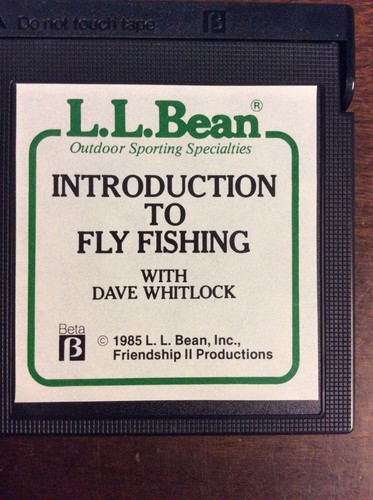 Do not touch tape β
L.L.Bean®
Outdoor Sporting Specialties
INTRODUCTION
TO
FLY FISHING
WITH
DAVE WHITLOCK
Beta
β © 1985 L. L. Bean, Inc.,
Friendship II Productions